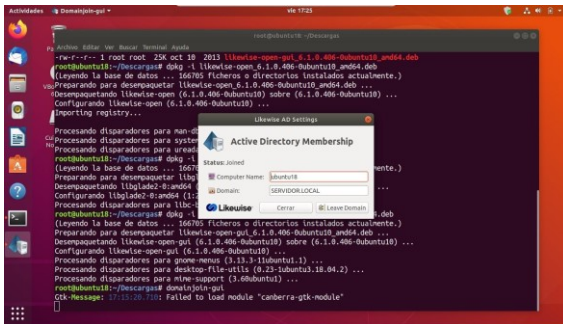 Actividades
Domainjoin-gui
vie 17:25
root@ubuntu18: ~/Descargas
Archivo Editar Ver Buscar Terminal Ayuda
-rw-r--r-- 1 root root 25K oct 10 2013 likewise-open-gui_6.1.0.406-0ubuntu10_amd64.deb
root@ubuntu18:~/Descargas# dpkg -i likewise-open_6.1.0.406-0ubuntu10_amd64.deb
(Leyendo la base de datos ... 166705 ficheros o directorios instalados actualmente.)
Preparando para desempaquetar likewise-open_6.1.0.406-0ubuntu10_amd64.deb ...
Desempaquetando likewise-open (6.1.0.406-0ubuntu10) sobre (6.1.0.406-0ubuntu10) ...
Configurando likewise-open (6.1.0.406-0ubuntu10) ...
Importing registry...
Procesando disparadores para man-db
Procesando disparadores para system
Procesando disparadores para uread
root@ubuntu18:~/Descargas# dpkg -i
(Leyendo la base de datos ... 1667
mente.)
Preparando para desempaquetar libgl
Desempaquetando libglade2-0:amd64 (
...
Configurando libglade2-0:amd64 (1:
Procesando disparadores para libc-b
root@ubuntu18:~/Descargas# dpkg -i
4.deb
(Leyendo la base de datos ... 166705 ficheros o directorios instalados actualmente.)
Preparando para desempaquetar likewise-open-gui_6.1.0.406-0ubuntu10_amd64.deb ...
Desempaquetando likewise-open-gui (6.1.0.406-0ubuntu10) sobre (6.1.0.406-0ubuntu10) ...
Configurando likewise-open-gui (6.1.0.406-0ubuntu10) ...
Procesando disparadores para gnome-menus (3.13.3-11ubuntu1.1) ...
Procesando disparadores para desktop-file-utils (0.23-1ubuntu3.18.04.2) ...
Procesando disparadores para mime-support (3.60ubuntu1) ...
root@ubuntu18:~/Descargas# domainjoin-gui
Gtk-Message: 17:15:20.710: Failed to load module "canberra-gtk-module"
Likewise AD Settings
Active Directory Membership
Status: Joined
Computer Name: ubuntu18
Domain: SERVIDOR.LOCAL
Likewise
Cerrar
Leave Domain